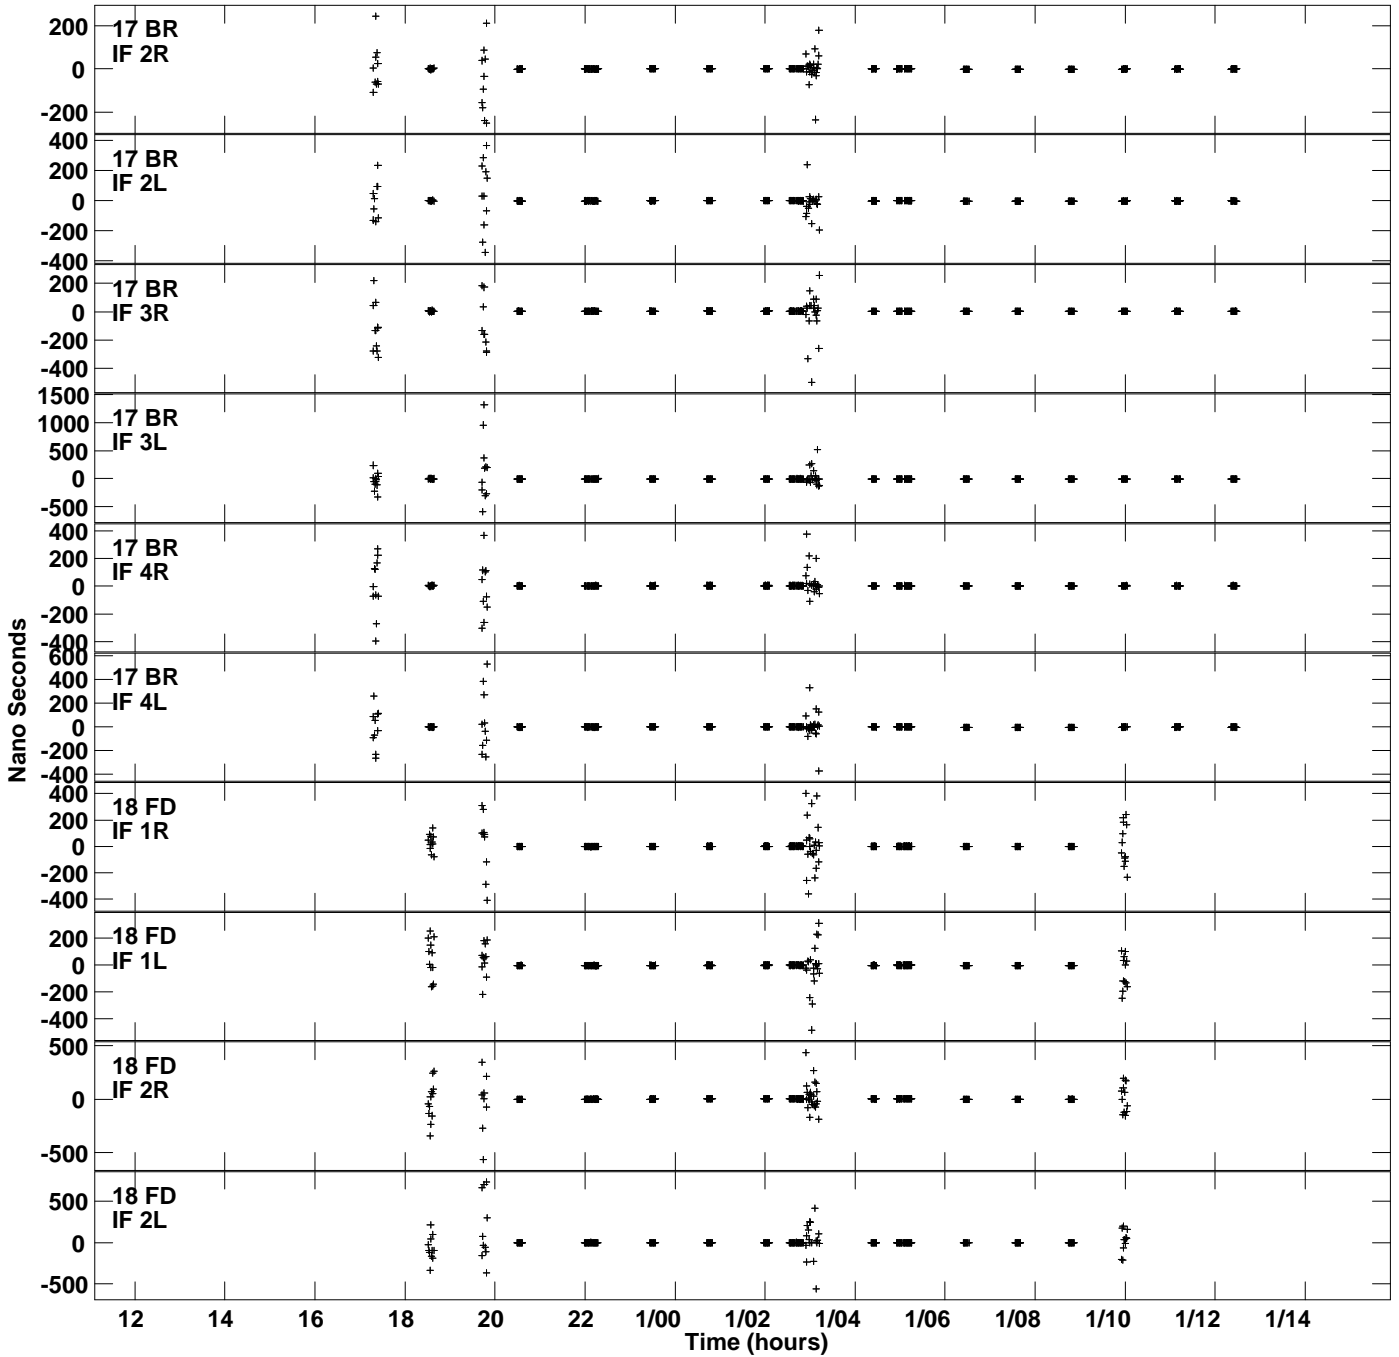 17 BR
IF 2R
200
0
-200
17 BR
IF 2L
400
200
0
-200
-400
17 BR
IF 3R
200
0
-200
-400
17 BR
IF 3L
1500
1000
500
0
-500
17 BR
IF 4R
400
200
0
-200
-400
17 BR
IF 4L
600
400
200
0
-200
-400
18 FD
IF 1R
400
200
0
-200
-400
18 FD
IF 1L
200
0
-200
-400
18 FD
IF 2R
500
0
-500
18 FD
IF 2L
500
0
-500
Nano Seconds
12 14 16 18 20 22 1/00 1/02 1/04 1/06 1/08 1/10 1/12 1/14
Time (hours)